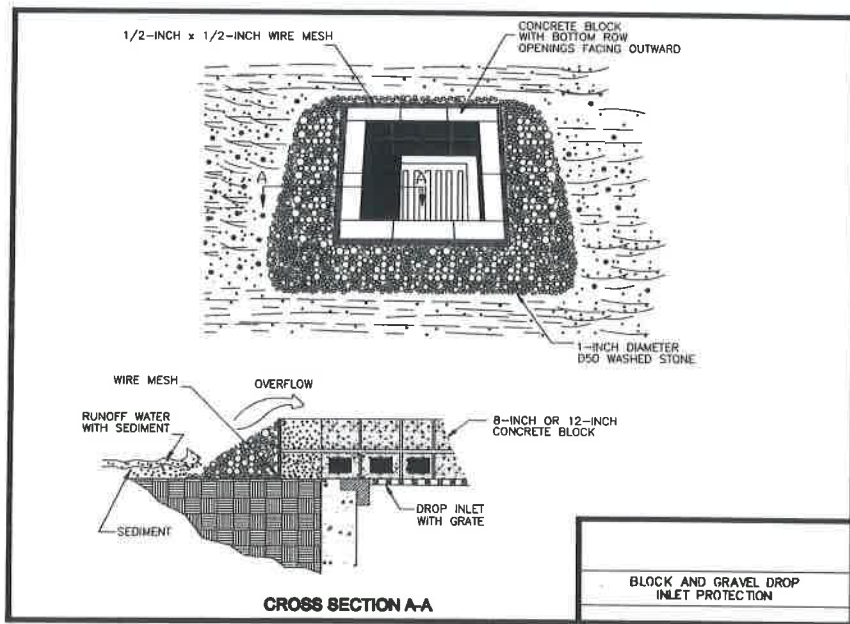 1/2-INCH x 1/2-INCH WIRE MESH
CONCRETE BLOCK
WITH BOTTOM ROW
OPENINGS FACING OUTWARD
A
A
1-INCH DIAMETER
D50 WASHED STONE
WIRE MESH
OVERFLOW
RUNOFF WATER
WITH SEDIMENT
8-INCH OR 12-INCH
CONCRETE BLOCK
SEDIMENT
DROP INLET
WITH GRATE
CROSS SECTION A-A
BLOCK AND GRAVEL DROP
INLET PROTECTION